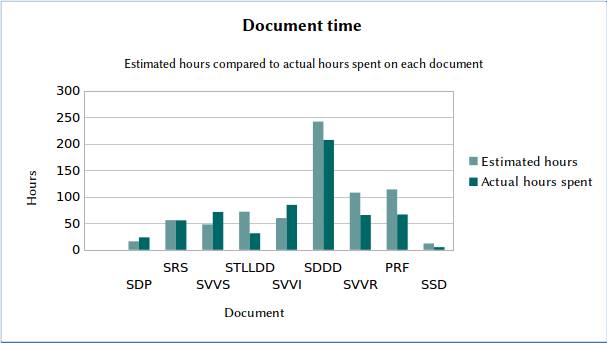 Document time
Estimated hours compared to actual hours spent on each document
300
250
200
150
100
50
0
Hours
Estimated hours
Actual hours spent
SRS STLLDD SDDD PRF
SDP SVVS SVVI SVVR SSD
Document